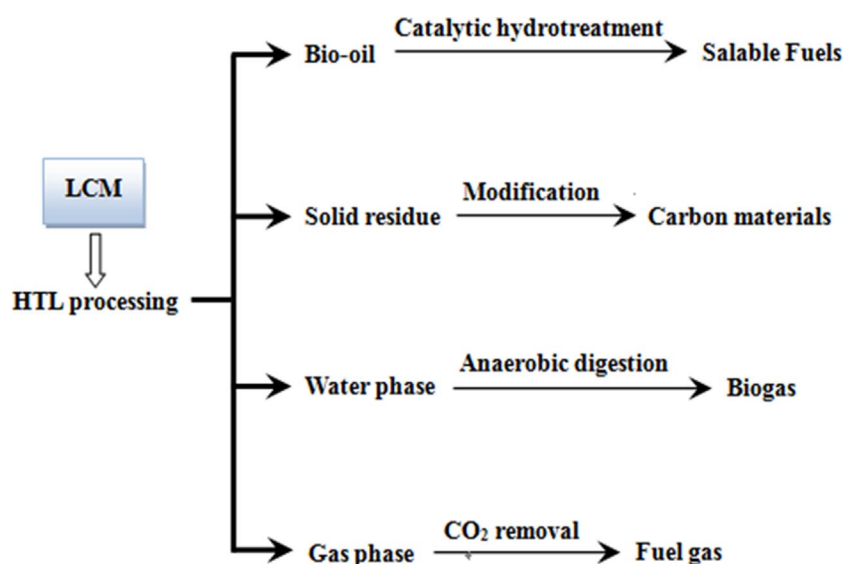 LCM
HTL processing
Bio-oil
Catalytic hydrotreatment
Salable Fuels
Solid residue
Modification
Carbon materials
Water phase
Anaerobic digestion
Biogas
Gas phase
CO₂ removal
Fuel gas